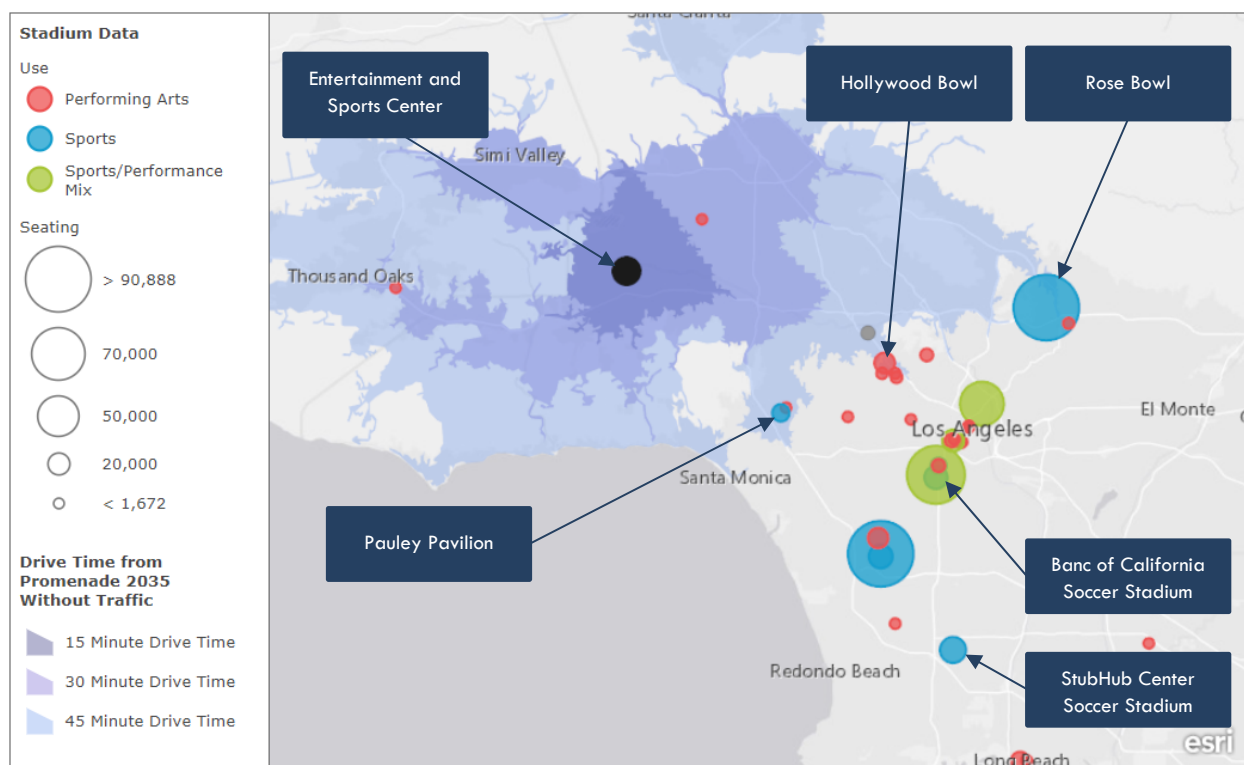 Stadium Data
Use
Performing Arts
Sports
Sports/Performance
Mix
Seating
> 90,888
70,000
50,000
20,000
< 1,672
Drive Time from
Promenade 2035
Without Traffic
15 Minute Drive Time
30 Minute Drive Time
45 Minute Drive Time
Entertainment and
Sports Center
Hollywood Bowl
Rose Bowl
Simi Valley
Thousand Oaks
El Monte
Los Angeles
Santa Monica
Pauley Pavilion
Banc of California
Soccer Stadium
Redondo Beach
StubHub Center
Soccer Stadium
Long Beach
esri